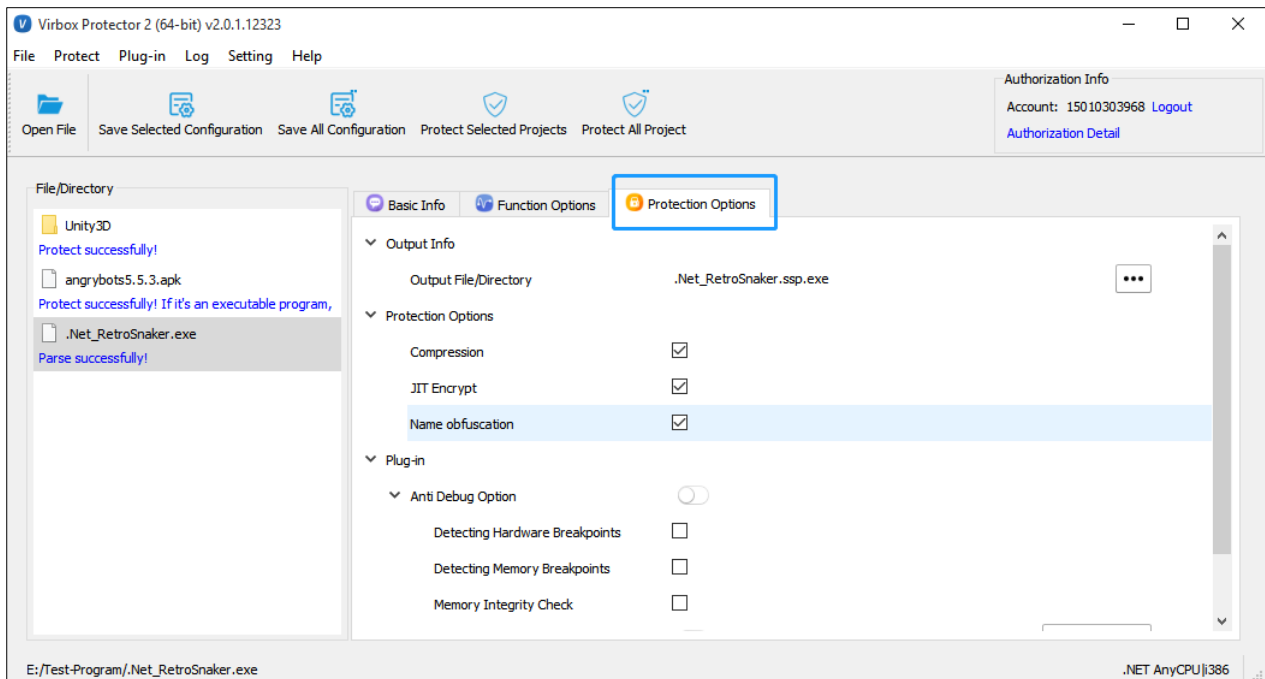 Virbox Protector 2 (64-bit) v2.0.1.12323
File Protect Plug-in Log Setting Help
Open File
Save Selected Configuration
Save All Configuration
Protect Selected Projects
Protect All Project
Authorization Info
Account: 15010303968 Logout
Authorization Detail
File/Directory
Unity3D
Protect successfully!
angrybots5.5.3.apk
Protect successfully! If it's an executable program,
.Net_RetroSnaker.exe
Parse successfully!
Basic Info
Function Options
Protection Options
Output Info
Output File/Directory .Net_RetroSnaker.ssp.exe
Protection Options
Compression
JIT Encrypt
Name obfuscation
Plug-in
Anti Debug Option
Detecting Hardware Breakpoints
Detecting Memory Breakpoints
Memory Integrity Check
E:/Test-Program/.Net_RetroSnaker.exe
.NET AnyCPU|i386